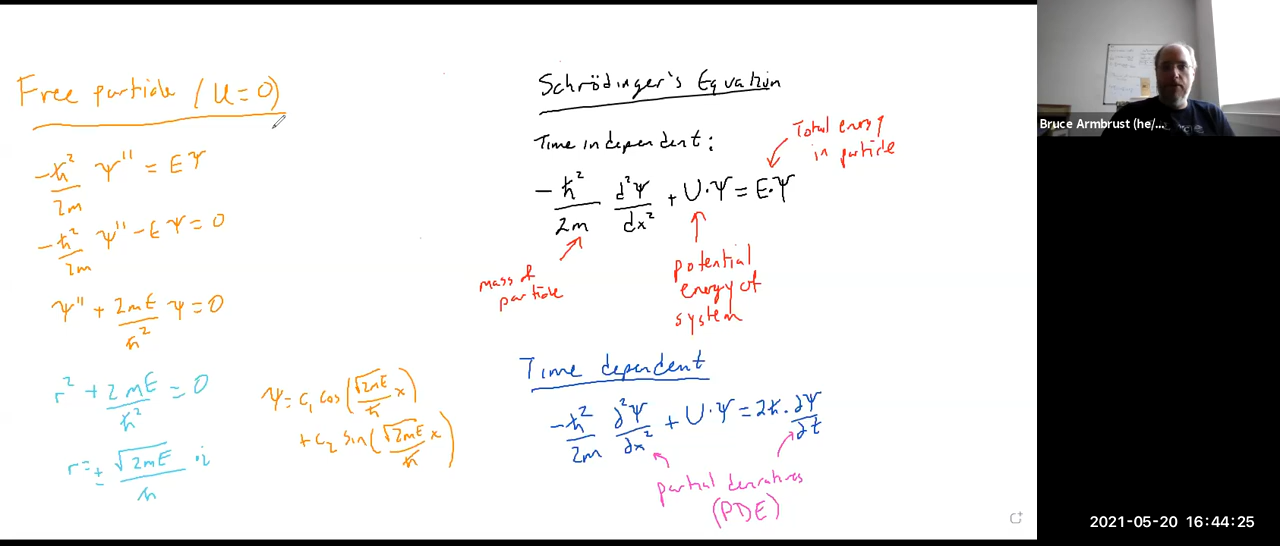 Free particle (U=0)
-ħ²/2m Ψ'' = EΨ
-ħ²/2m Ψ'' - EΨ = 0
Ψ'' + 2mE/ħ² Ψ = 0
r² + 2mE/ħ² = 0
r = ± √2mE/ħ i
Ψ = c₁ cos(√2mE/ħ x)
+ c₂ sin(√2mE/ħ x)
Schrödinger's Equation
Time independent:
-ħ²/2m d²Ψ/dx² + U·Ψ = E·Ψ
Total energy
in particle
mass of
particle
potential
energy of
system
Time dependent
-ħ²/2m ∂²Ψ/∂x² + U·Ψ = 2ħ·∂Ψ/∂t
partial derivatives
(PDE)
Bruce Armbrust (he/...
2021-05-20 16:44:25